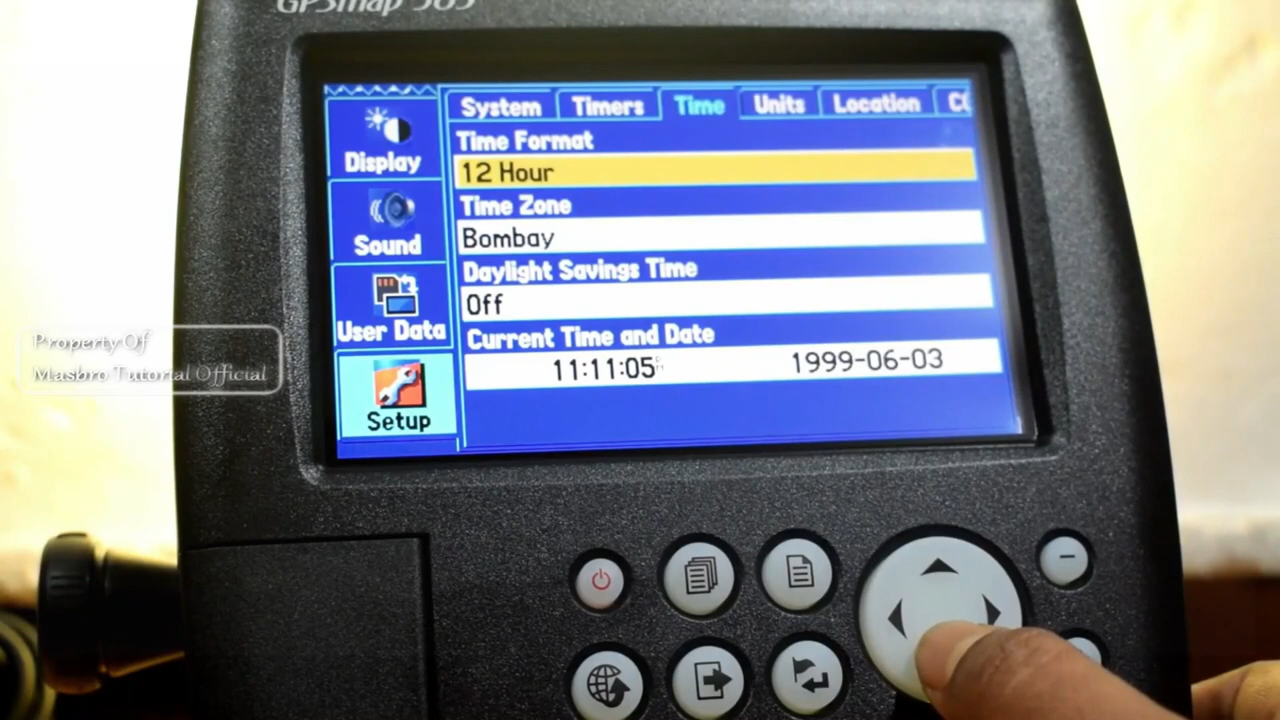 GPSmap 585
System Timers Time Units Location
Display
Sound
User Data
Setup
Time Format
12 Hour
Time Zone
Bombay
Daylight Savings Time
Off
Current Time and Date
11:11:05 1999-06-03
Property Of
Masbro Tutorial Official